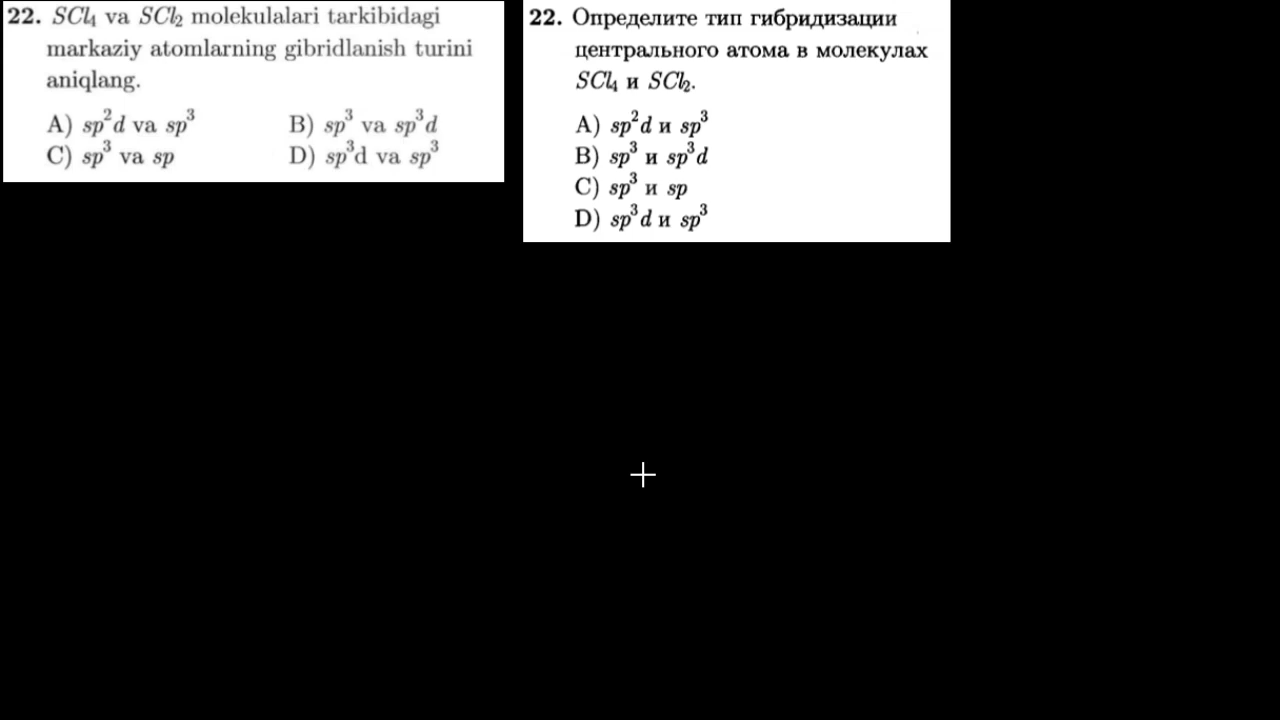 22. SCl₄ va SCl₂ molekulalari tarkibidagi
markaziy atomlarning gibridlanish turini
aniqlang.
A) sp²d va sp³ B) sp³ va sp³d
C) sp³ va sp D) sp³d va sp³
22. Определите тип гибридизации
центрального атома в молекулах
SCl₄ и SCl₂.
A) sp²d и sp³
B) sp³ и sp³d
C) sp³ и sp
D) sp³d и sp³